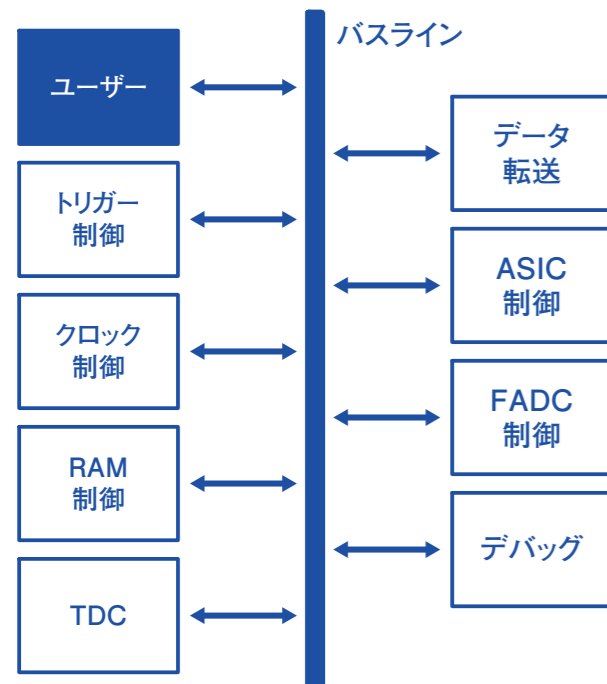 バスライン
ユーザー
トリガー
制御
クロック
制御
RAM
制御
TDC
データ
転送
ASIC
制御
FADC
制御
デバッグ